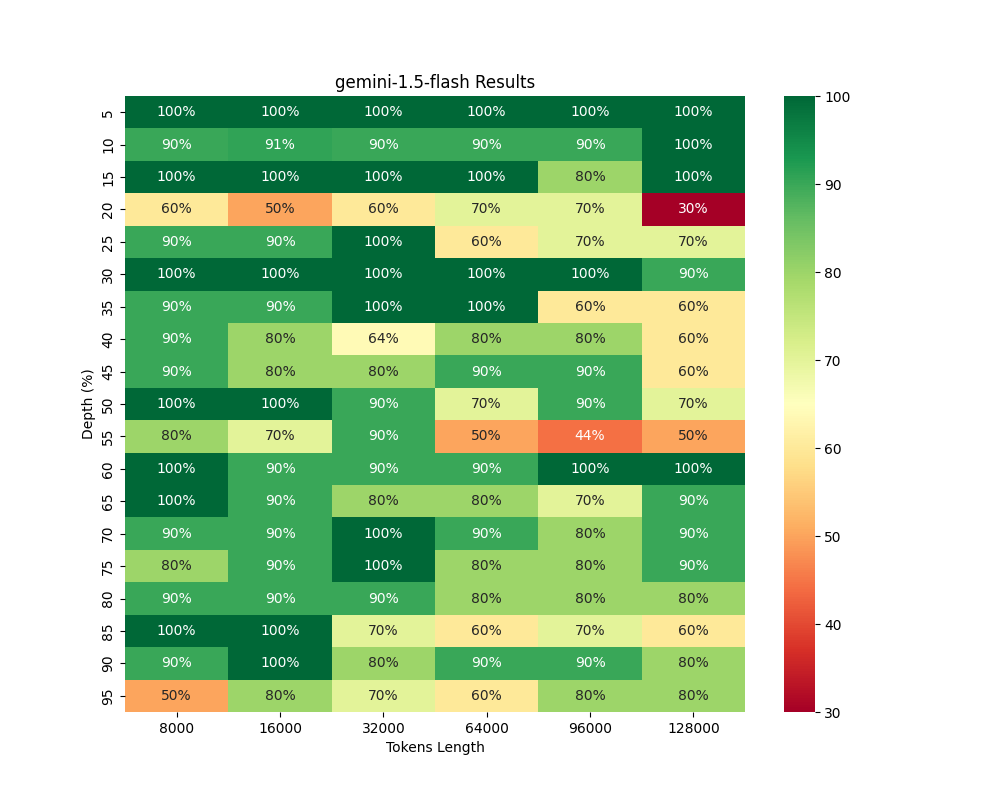 gemini-1.5-flash Results
5 100% 100% 100% 100% 100% 100%
10 90% 91% 90% 90% 90% 100%
15 100% 100% 100% 100% 80% 100%
20 60% 50% 60% 70% 70% 30%
25 90% 90% 100% 60% 70% 70%
30 100% 100% 100% 100% 100% 90%
35 90% 90% 100% 100% 60% 60%
40 90% 80% 64% 80% 80% 60%
45 90% 80% 80% 90% 90% 60%
50 100% 100% 90% 70% 90% 70%
55 80% 70% 90% 50% 44% 50%
60 100% 90% 90% 90% 100% 100%
65 100% 90% 80% 80% 70% 90%
70 90% 90% 100% 90% 80% 90%
75 80% 90% 100% 80% 80% 90%
80 90% 90% 90% 80% 80% 80%
85 100% 100% 70% 60% 70% 60%
90 90% 100% 80% 90% 90% 80%
95 50% 80% 70% 60% 80% 80%
8000 16000 32000 64000 96000 128000
Tokens Length
Depth (%)
100
90
80
70
60
50
40
30